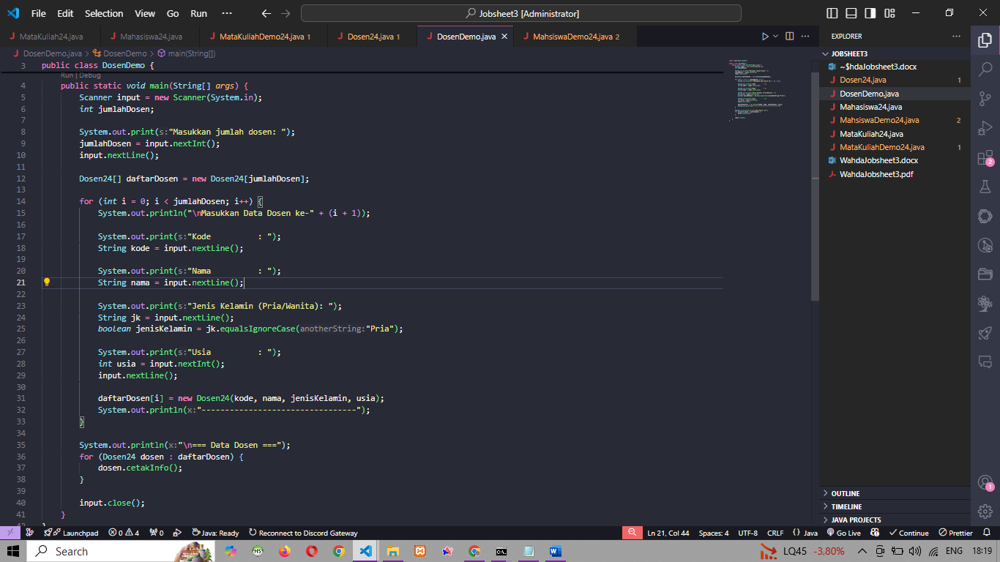 File Edit Selection View Go Run ··· Jobsheet3 [Administrator]
MataKuliah24.java Mahasiswa24.java MataKuliahDemo24.java 1 Dosen24.java 1 DosenDemo.java MahsiswaDemo24.java 2
DosenDemo.java > DosenDemo > main(String[])
3 public class DosenDemo {
Run | Debug
4 public static void main(String[] args) {
5 Scanner input = new Scanner(System.in);
6 int jumlahDosen;
7
8 System.out.print(s:"Masukkan jumlah dosen: ");
9 jumlahDosen = input.nextInt();
10 input.nextLine();
11
12 Dosen24[] daftarDosen = new Dosen24[jumlahDosen];
13
14 for (int i = 0; i < jumlahDosen; i++) {
15 System.out.println("\nMasukkan Data Dosen ke-" + (i + 1));
16
17 System.out.print(s:"Kode          : ");
18 String kode = input.nextLine();
19
20 System.out.print(s:"Nama          : ");
21 String nama = input.nextLine();
22
23 System.out.print(s:"Jenis Kelamin (Pria/Wanita): ");
24 String jk = input.nextLine();
25 boolean jenisKelamin = jk.equalsIgnoreCase(anotherString:"Pria");
26
27 System.out.print(s:"Usia          : ");
28 int usia = input.nextInt();
29 input.nextLine();
30
31 daftarDosen[i] = new Dosen24(kode, nama, jenisKelamin, usia);
32 System.out.println(x:"---------------------------------");
33 }
34
35 System.out.println(x:"\n=== Data Dosen ===");
36 for (Dosen24 dosen : daftarDosen) {
37 dosen.cetakInfo();
38 }
39
40 input.close();
41 }
EXPLORER
JOBSHEET3
~$hdaJobsheet3.docx
Dosen24.java 1
DosenDemo.java
Mahasiswa24.java
MahsiswaDemo24.java 2
MataKuliah24.java
MataKuliahDemo24.java 1
WahdaJobsheet3.docx
WahdaJobsheet3.pdf
OUTLINE
TIMELINE
JAVA PROJECTS
2
1
Launchpad 0 4 0 Java: Ready Reconnect to Discord Gateway Ln 21, Col 44 Spaces: 4 UTF-8 CRLF {} Java Go Live Continue Prettier
Search LQ45 -3,80% ENG 18:19